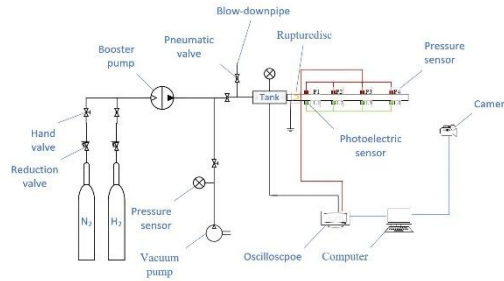 Blow-downpipe
Pneumatic
valve
Rupturedisc
Booster
pump
Pressure
sensor
Tank
P1
P2
P3
P4
Camer
Hand
valve
Photoelectric
sensor
Reduction
valve
N2
H2
Pressure
sensor
Vacuum
pump
Oscilloscpoe
Computer